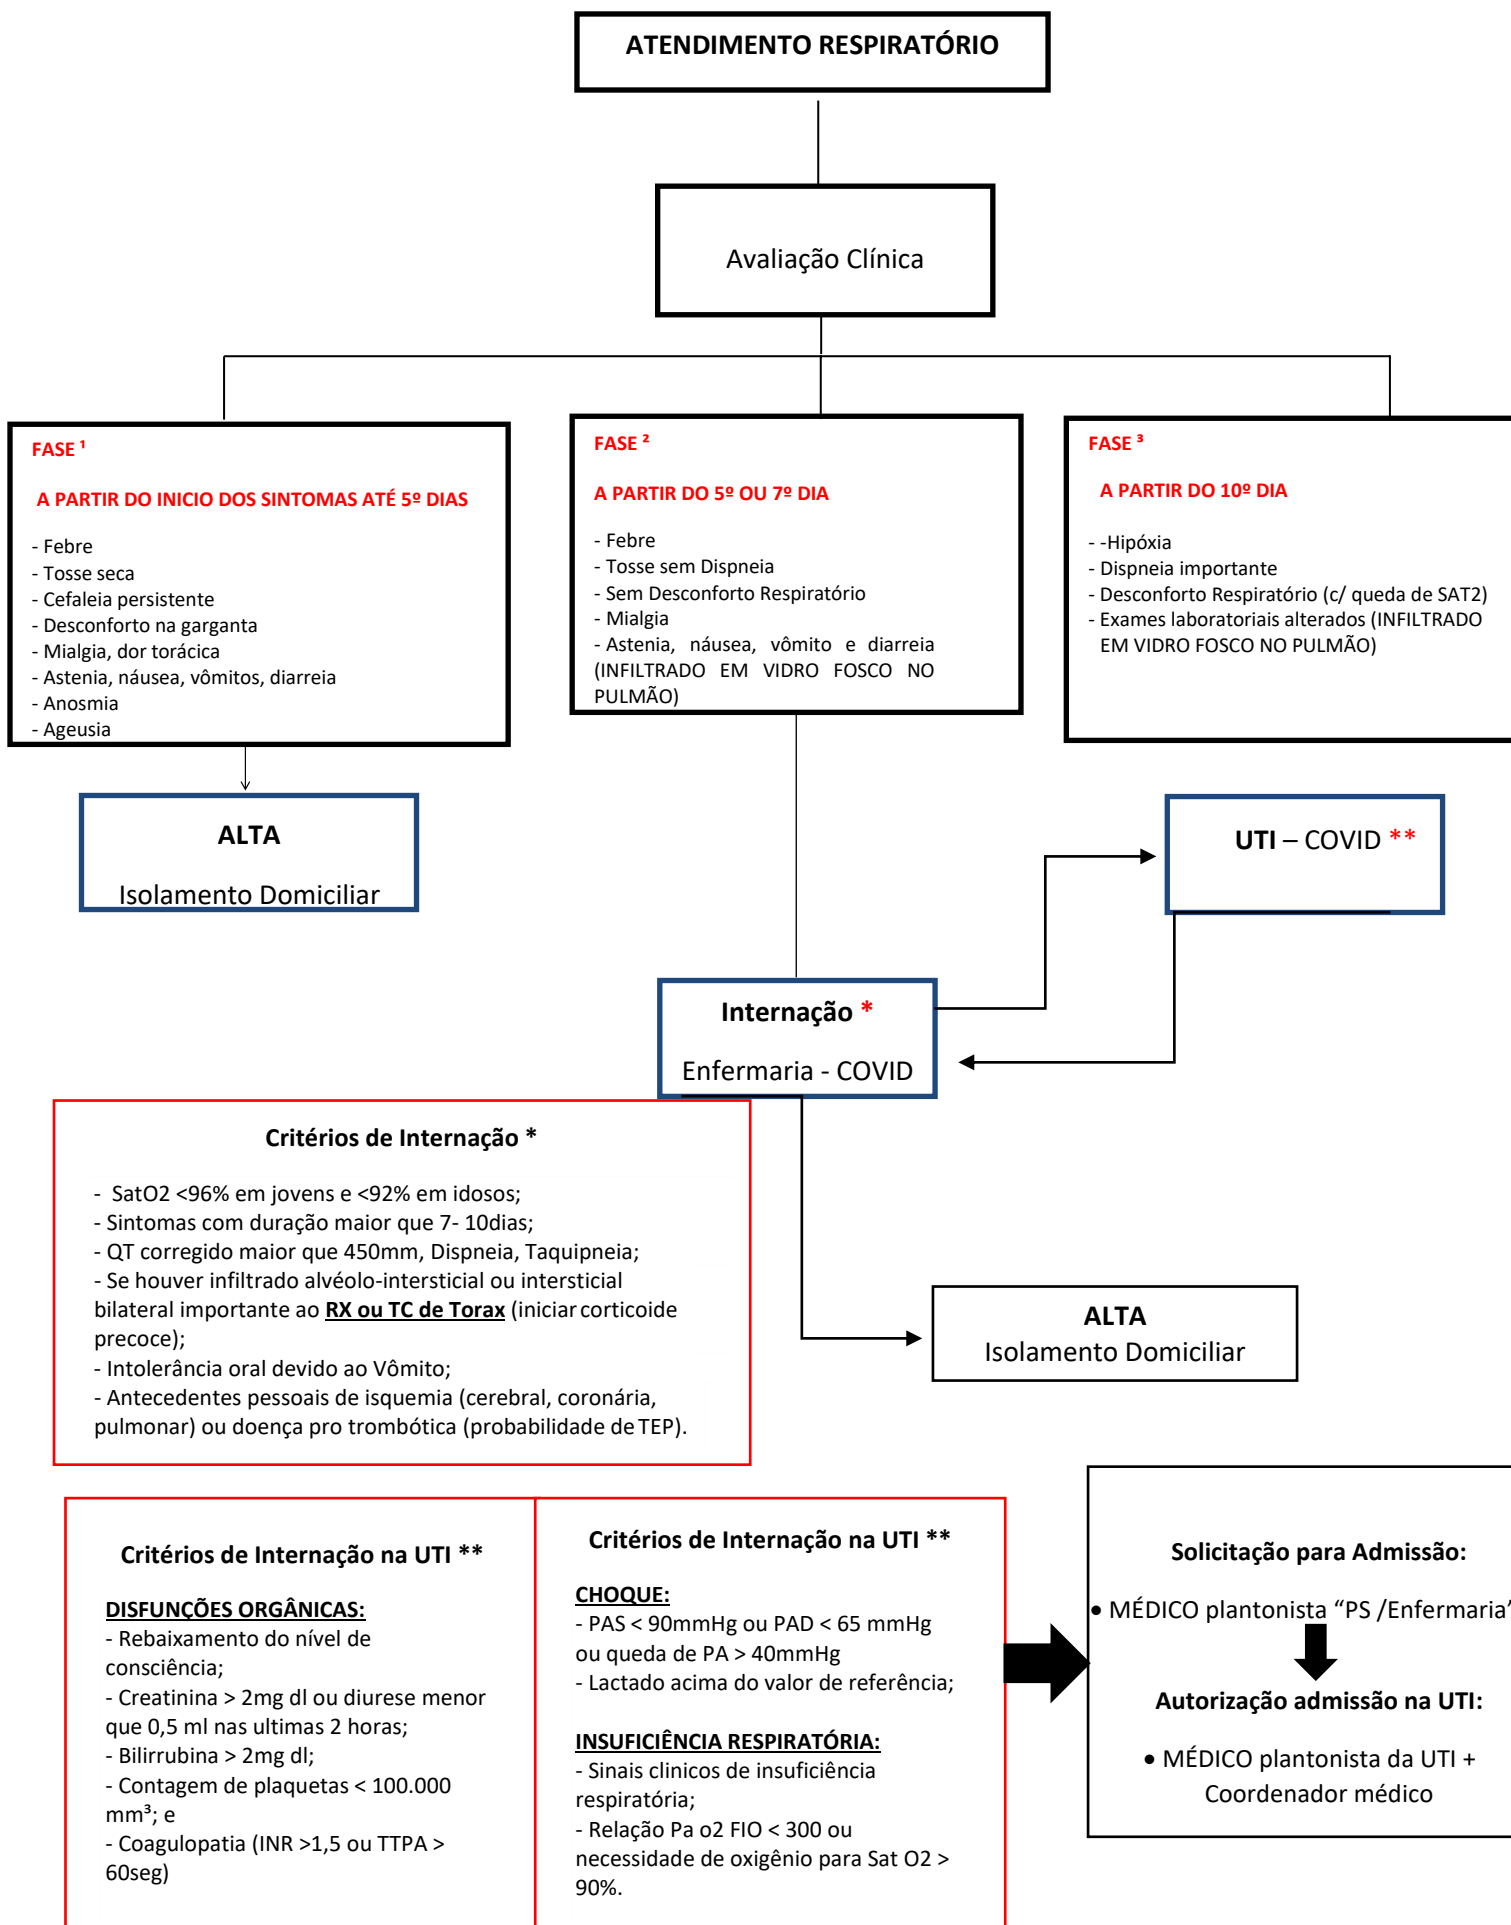 ATENDIMENTO RESPIRATÓRIO
Avaliação Clínica
FASE ¹
A PARTIR DO INICIO DOS SINTOMAS ATÉ 5º DIAS
- Febre
- Tosse seca
- Cefaleia persistente
- Desconforto na garganta
- Mialgia, dor torácica
- Astenia, náusea, vômitos, diarreia
- Anosmia
- Ageusia
FASE ²
A PARTIR DO 5º OU 7º DIA
- Febre
- Tosse sem Dispneia
- Sem Desconforto Respiratório
- Mialgia
- Astenia, náusea, vômito e diarreia
(INFILTRADO EM VIDRO FOSCO NO
PULMÃO)
FASE ³
A PARTIR DO 10º DIA
- -Hipóxia
- Dispneia importante
- Desconforto Respiratório (c/ queda de SAT2)
- Exames laboratoriais alterados (INFILTRADO
EM VIDRO FOSCO NO PULMÃO)
ALTA
Isolamento Domiciliar
UTI – COVID **
Internação *
Enfermaria - COVID
Critérios de Internação *
- SatO2 <96% em jovens e <92% em idosos;
- Sintomas com duração maior que 7- 10dias;
- QT corregido maior que 450mm, Dispneia, Taquipneia;
- Se houver infiltrado alvéolo-intersticial ou intersticial
bilateral importante ao RX ou TC de Torax (iniciar corticoide
precoce);
- Intolerância oral devido ao Vômito;
- Antecedentes pessoais de isquemia (cerebral, coronária,
pulmonar) ou doença pro trombótica (probabilidade de TEP).
ALTA
Isolamento Domiciliar
Critérios de Internação na UTI **
DISFUNÇÕES ORGÂNICAS:
- Rebaixamento do nível de
consciência;
- Creatinina > 2mg dl ou diurese menor
que 0,5 ml nas ultimas 2 horas;
- Bilirrubina > 2mg dl;
- Contagem de plaquetas < 100.000
mm³; e
- Coagulopatia (INR >1,5 ou TTPA >
60seg)
Critérios de Internação na UTI **
CHOQUE:
- PAS < 90mmHg ou PAD < 65 mmHg
ou queda de PA > 40mmHg
- Lactado acima do valor de referência;
INSUFICIÊNCIA RESPIRATÓRIA:
- Sinais clinicos de insuficiência
respiratória;
- Relação Pa o2 FIO < 300 ou
necessidade de oxigênio para Sat O2 >
90%.
Solicitação para Admissão:
• MÉDICO plantonista “PS /Enfermaria”
Autorização admissão na UTI:
• MÉDICO plantonista da UTI +
Coordenador médico